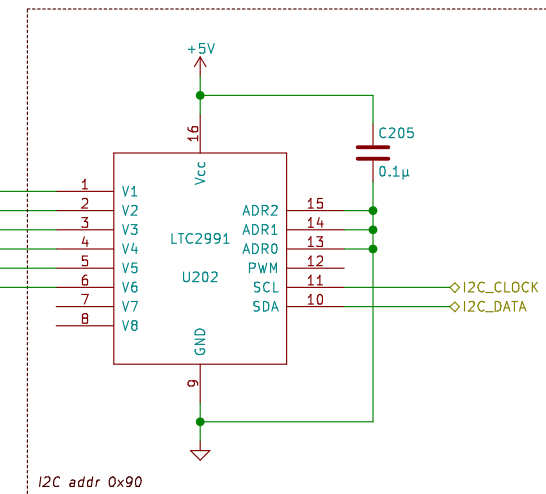 +5V
16
C205
Vcc
0.1µ
1 V1
2 V2
ADR2 15
3 V3
ADR1 14
4 V4
LTC2991
ADR0 13
5 V5
PWM 12
6 V6
U202
SCL 11
I2C_CLOCK
7 V7
SDA 10
I2C_DATA
8 V8
GND
9
I2C addr 0x90